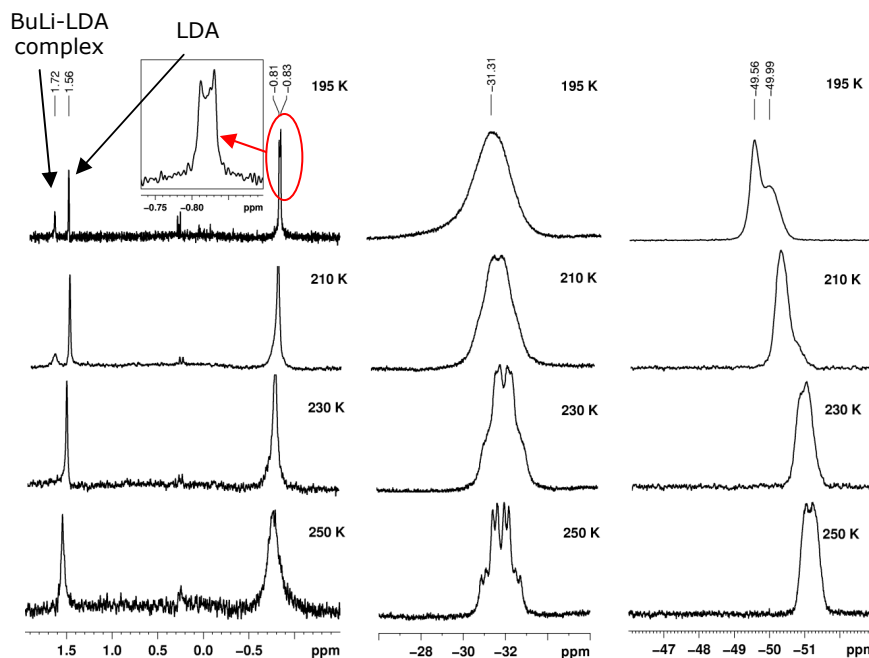 BuLi-LDA
complex
LDA
1.72
1.56
−0.81
−0.83
195 K
−31.31
195 K
−49.56
−49.99
195 K
−0.75 −0.80 ppm
210 K
210 K
210 K
230 K
230 K
230 K
250 K
250 K
250 K
1.5 1.0 0.5 0.0 −0.5 ppm
−28 −30 −32 ppm
−47 −48 −49 −50 −51 ppm